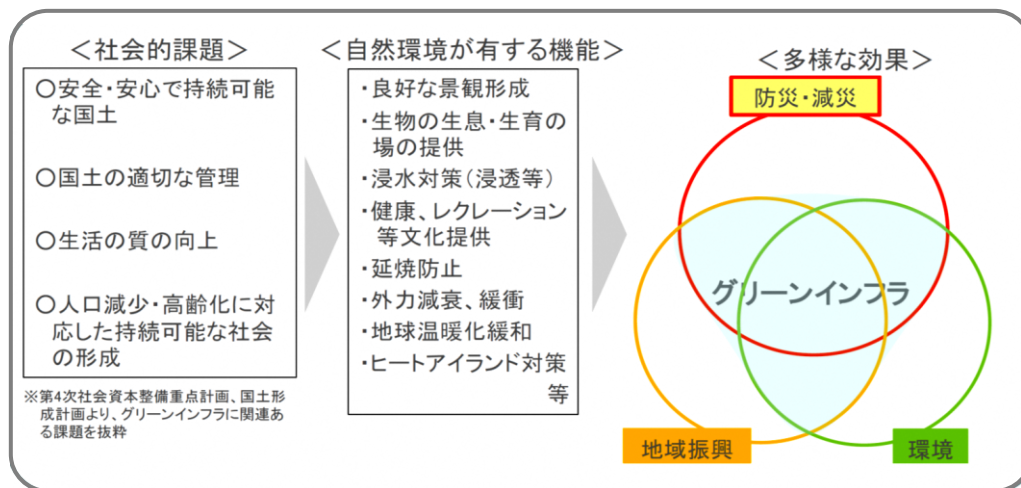 ＜社会的課題＞
○安全・安心で持続可能
な国土
○国土の適切な管理
○生活の質の向上
○人口減少・高齢化に対
応した持続可能な社会
の形成
※第4次社会資本整備重点計画、国土形
成計画より、グリーンインフラに関連あ
る課題を抜粋
＜自然環境が有する機能＞
・良好な景観形成
・生物の生息・生育の
場の提供
・浸水対策（浸透等）
・健康、レクレーション
等文化提供
・延焼防止
・外力減衰、緩衝
・地球温暖化緩和
・ヒートアイランド対策
等
＜多様な効果＞
防災・減災
グリーンインフラ
地域振興
環境